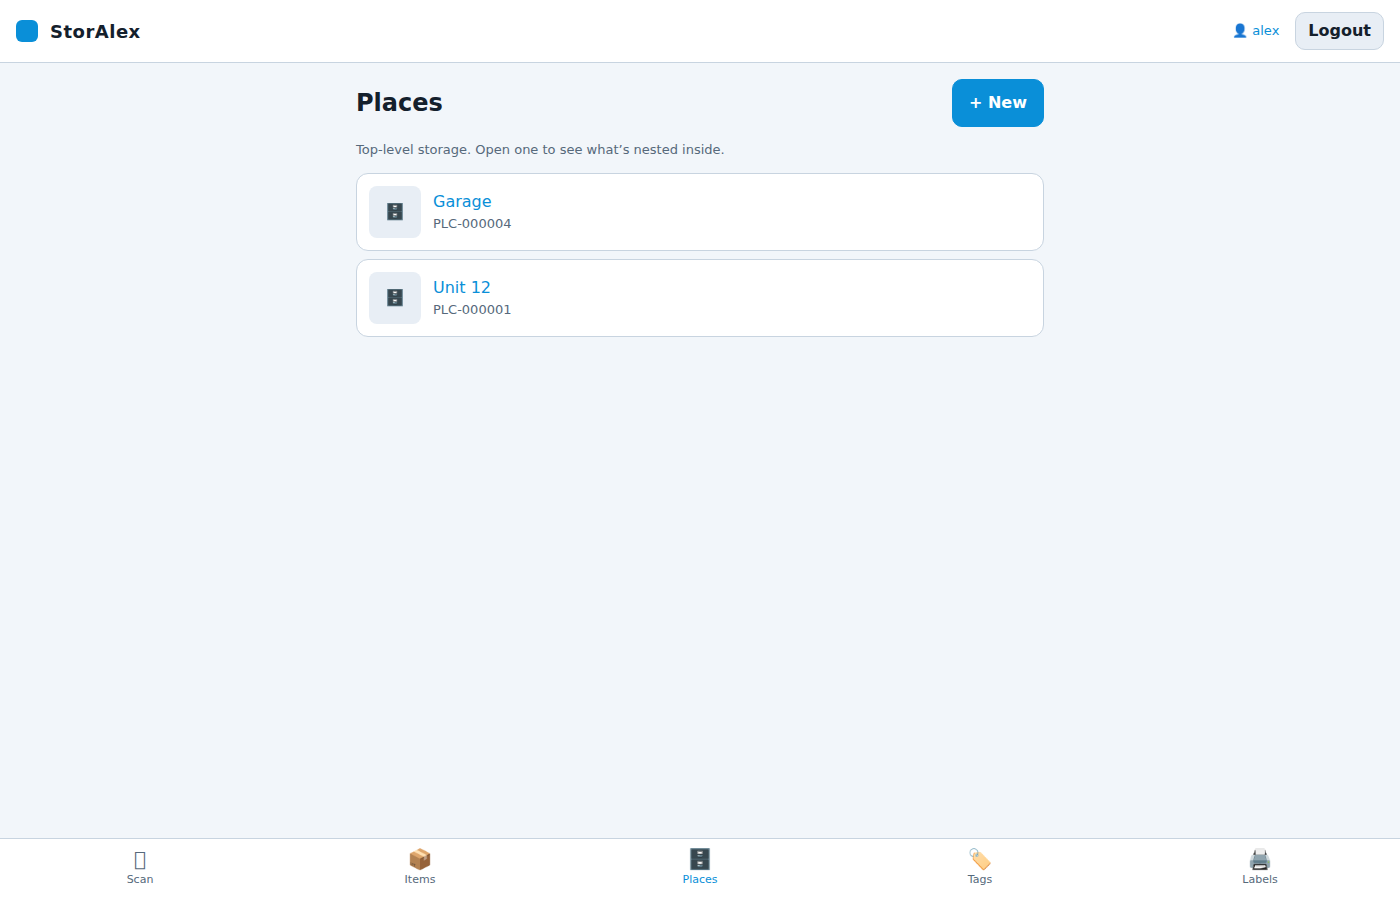 StorAlex
👤 alex
Logout
Places
+ New
Top-level storage. Open one to see what’s nested inside.
Garage
PLC-000004
Unit 12
PLC-000001
Scan
Items
Places
Tags
Labels